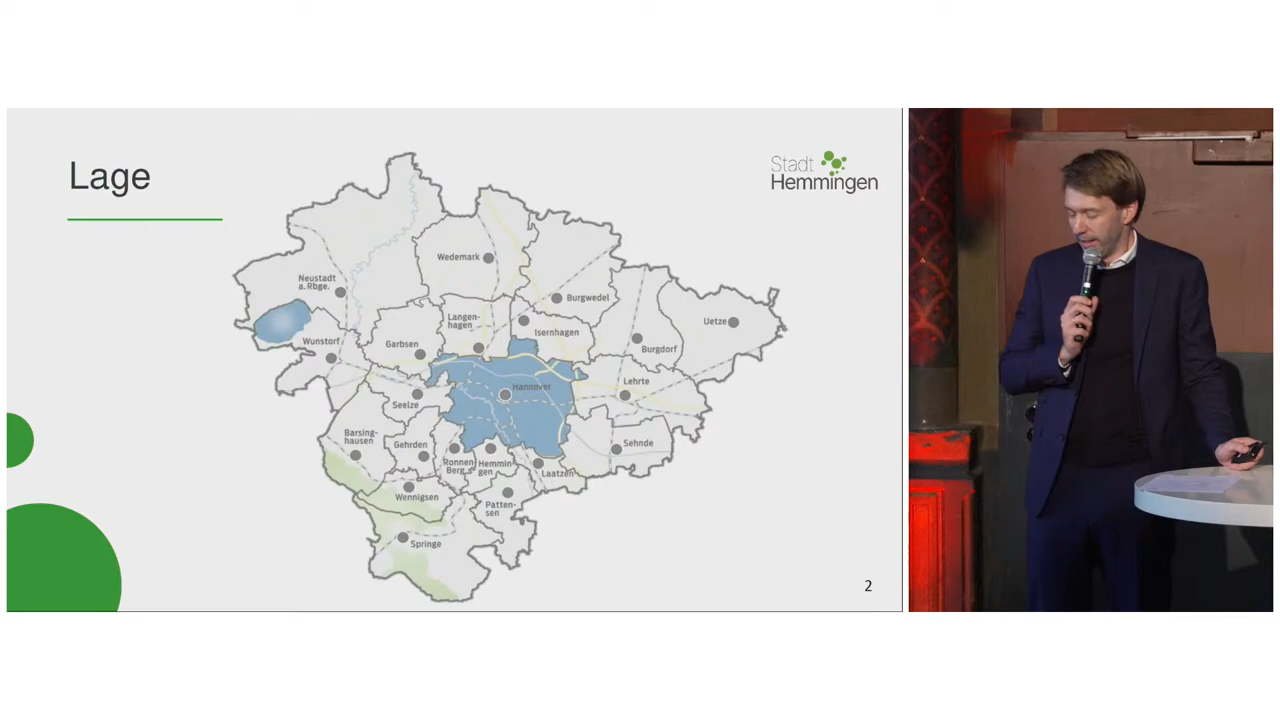 Lage
Stadt
Hemmingen
Wedemark
Neustadt
a. Rbge.
Burgwedel
Langen-
hagen
Uetze
Isernhagen
Wunstorf
Garbsen
Burgdorf
Hannover
Lehrte
Seelze
Barsing-
hausen
Gehrden
Sehnde
Ronnen
Berg
Hemmin-
gen
Laatzen
Wennigsen
Patten-
sen
Springe
2